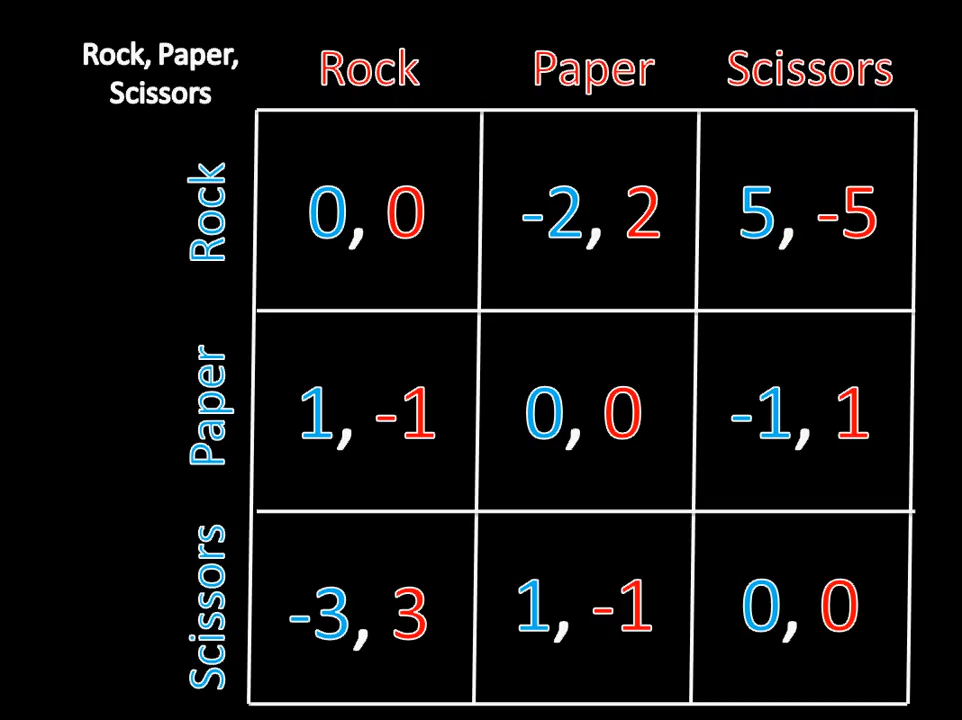 Rock, Paper,
Scissors
Rock Paper Scissors
Rock 0, 0 -2, 2 5, -5
Paper 1, -1 0, 0 -1, 1
Scissors -3, 3 1, -1 0, 0